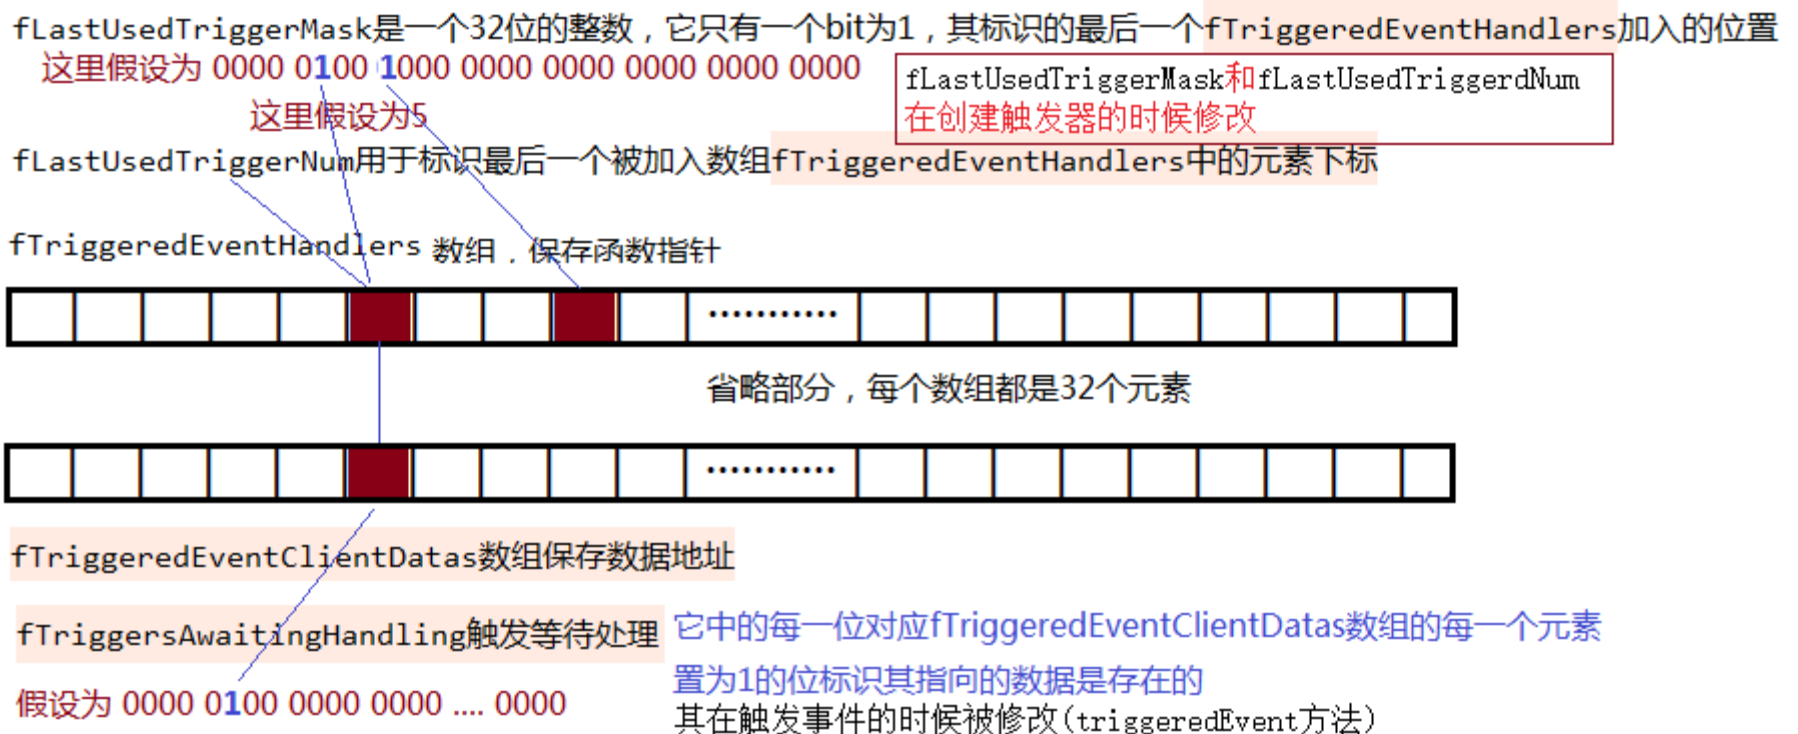 fLastUsedTriggerMask是一个32位的整数，它只有一个bit为1，其标识的最后一个fTriggeredEventHandlers加入的位置
这里假设为 0000 0100 1000 0000 0000 0000 0000 0000
fLastUsedTriggerMask和fLastUsedTriggerdNum
在创建触发器的时候修改
这里假设为5
fLastUsedTriggerNum用于标识最后一个被加入数组fTriggeredEventHandlers中的元素下标
fTriggeredEventHandlers 数组，保存函数指针
............
省略部分，每个数组都是32个元素
............
fTriggeredEventClientDatas数组保存数据地址
fTriggersAwaitingHandling触发等待处理
它中的每一位对应fTriggeredEventClientDatas数组的每一个元素
置为1的位标识其指向的数据是存在的
假设为 0000 0100 0000 0000 .... 0000
其在触发事件的时候被修改(triggeredEvent方法)